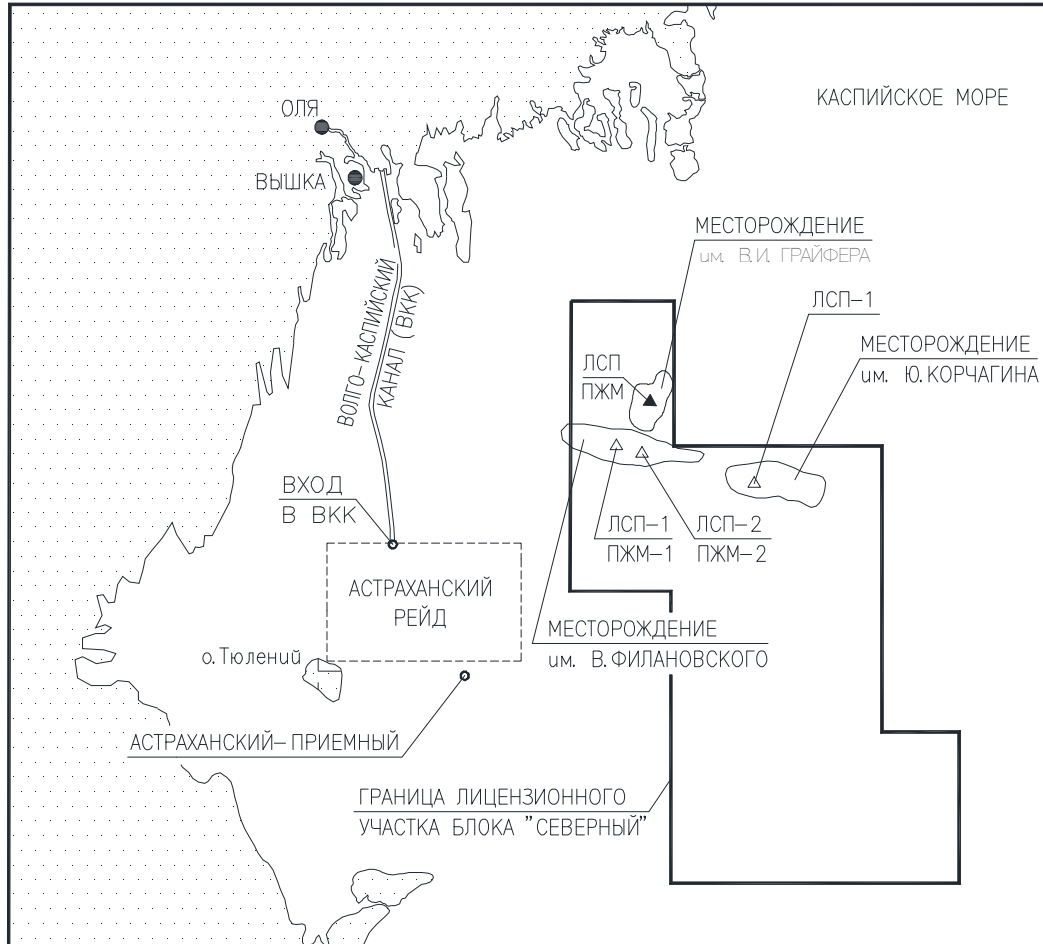 КАСПИЙСКОЕ МОРЕ
ОЛЯ
ВЫШКА
МЕСТОРОЖДЕНИЕ
им. В.И. ГРАЙФЕРА
ВОЛГО-КАСПИЙСКИЙ
КАНАЛ (ВКК)
ЛСП-1
МЕСТОРОЖДЕНИЕ
им. Ю.КОРЧАГИНА
ЛСП
ПЖМ
ВХОД
В ВКК
ЛСП-1
ПЖМ-1
ЛСП-2
ПЖМ-2
АСТРАХАНСКИЙ
РЕЙД
МЕСТОРОЖДЕНИЕ
им. В.ФИЛАНОВСКОГО
о.Тюлений
АСТРАХАНСКИЙ-ПРИЕМНЫЙ
ГРАНИЦА ЛИЦЕНЗИОННОГО
УЧАСТКА БЛОКА "СЕВЕРНЫЙ"